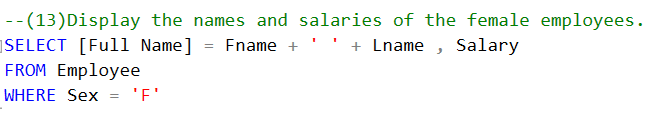 --(13)Display the names and salaries of the female employees.
SELECT [Full Name] = Fname + ' ' + Lname , Salary
FROM Employee
WHERE Sex = 'F'